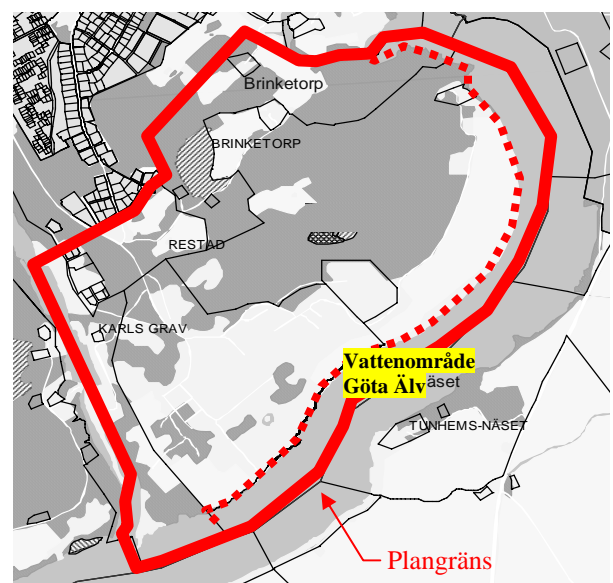 Brinketorp
BRINKETORP
RESTAD
KARLS GRAV
Vattenområde
Göta Älv äset
TUNHEMS-NÄSET
Plangräns